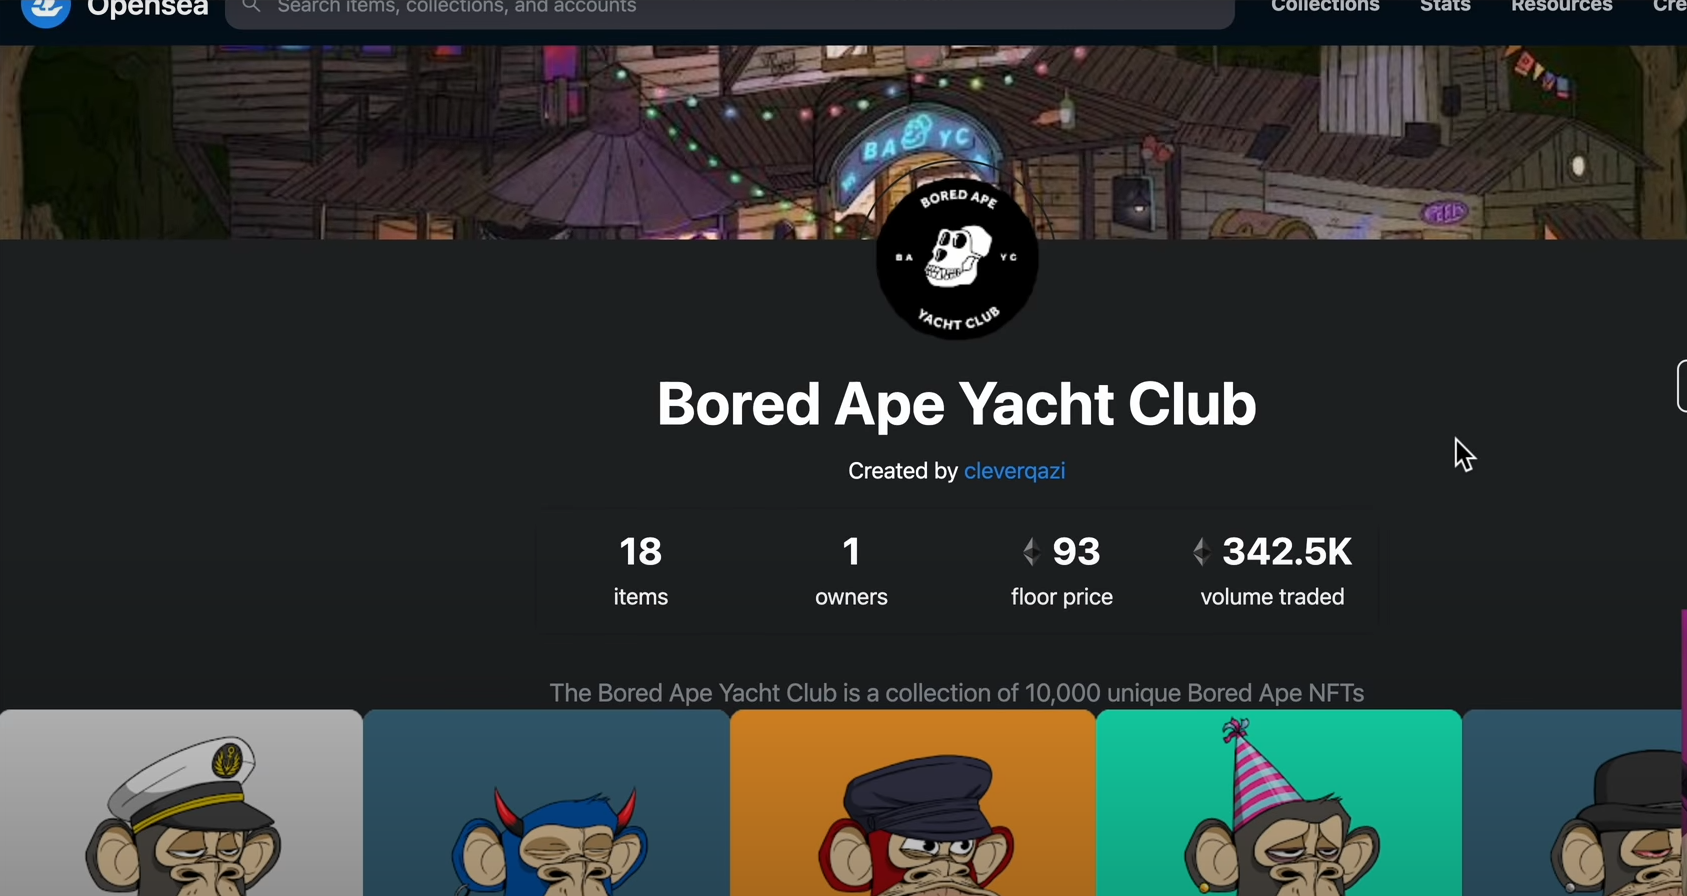 Opensea
Search items, collections, and accounts
Collections
Stats
Resources
Cre
BA YC
BORED APE
BA YC
YACHT CLUB
Bored Ape Yacht Club
Created by cleverqazi
18 1 93 342.5K
items owners floor price volume traded
The Bored Ape Yacht Club is a collection of 10,000 unique Bored Ape NFTs